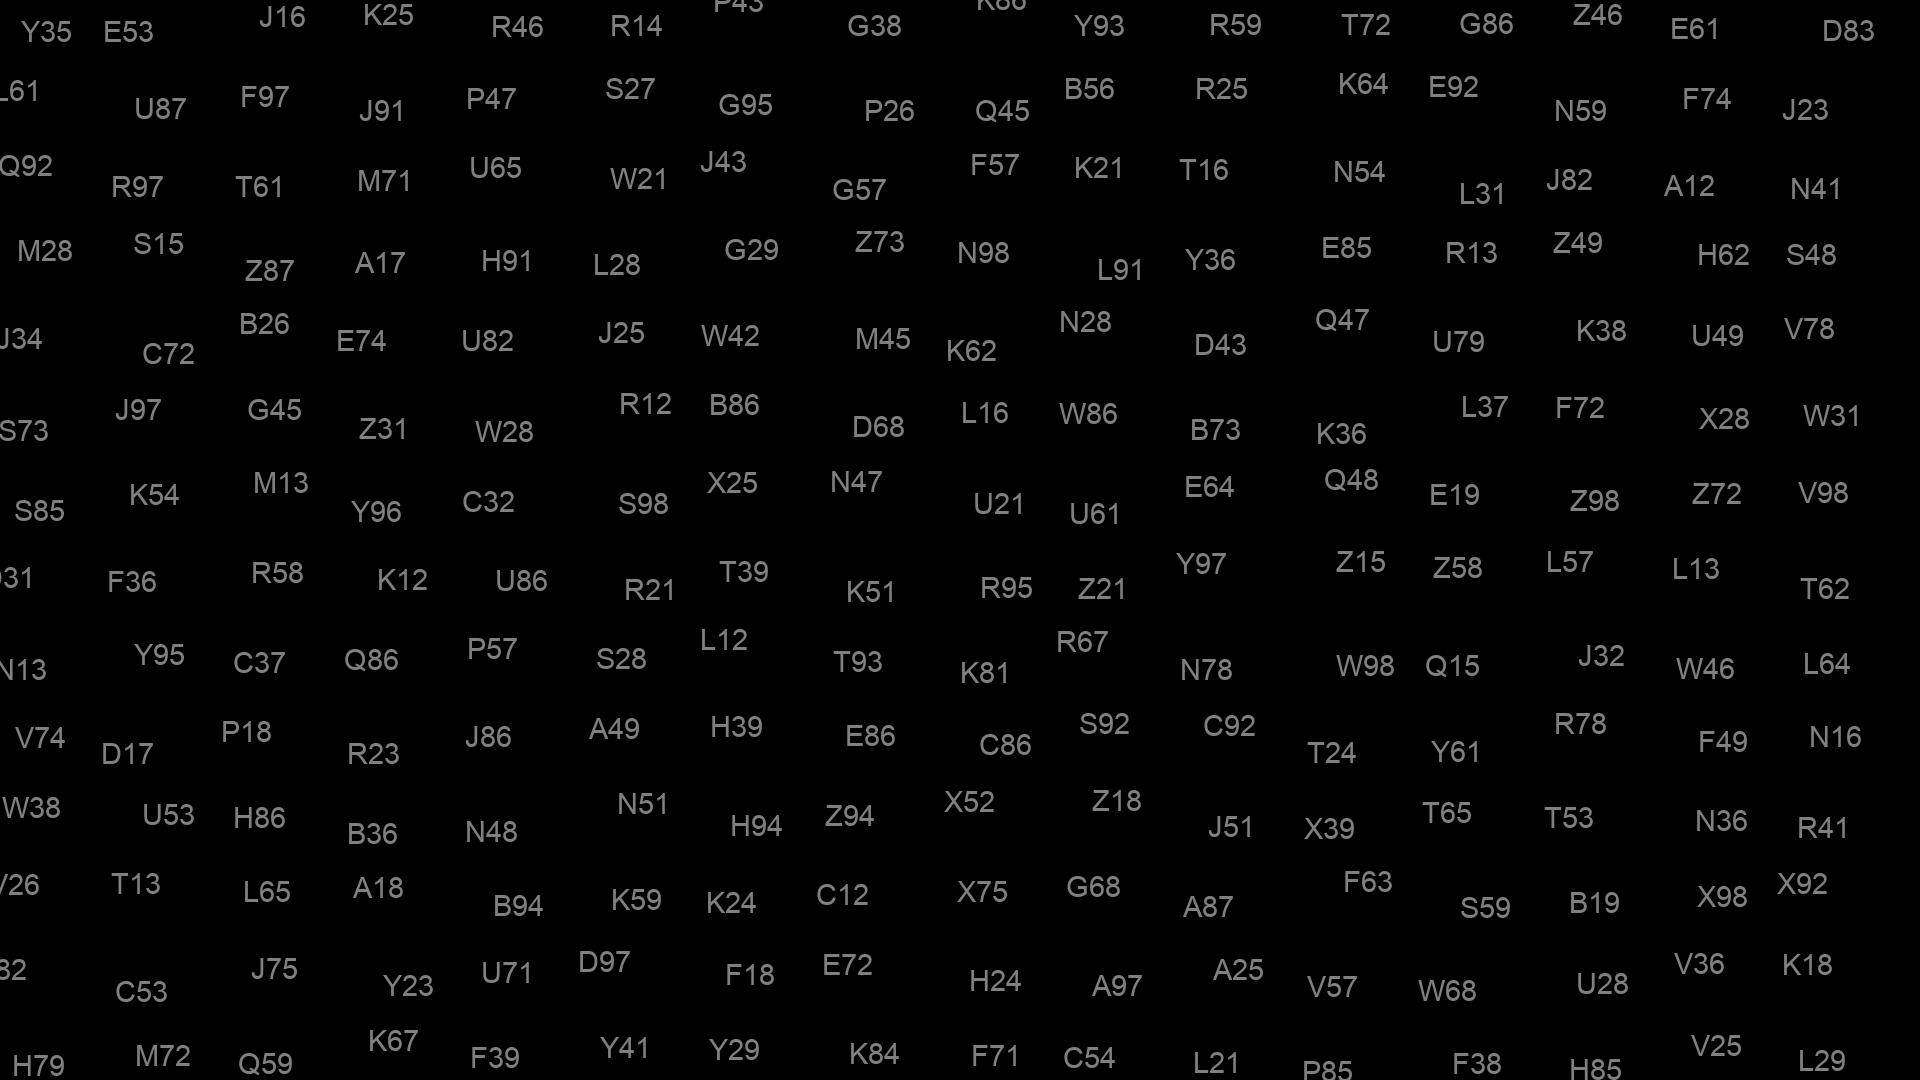 Y35 E53 J16 K25 R46 R14 P43 G38 K86 Y93 R59 T72 G86 Z46 E61 D83
L61 U87 F97 J91 P47 S27 G95 P26 Q45 B56 R25 K64 E92 N59 F74 J23
Q92 R97 T61 M71 U65 W21 J43 G57 F57 K21 T16 N54 L31 J82 A12 N41
M28 S15 Z87 A17 H91 L28 G29 Z73 N98 L91 Y36 E85 R13 Z49 H62 S48
J34 C72 B26 E74 U82 J25 W42 M45 K62 N28 D43 Q47 U79 K38 U49 V78
S73 J97 G45 Z31 W28 R12 B86 D68 L16 W86 B73 K36 L37 F72 X28 W31
S85 K54 M13 Y96 C32 S98 X25 N47 U21 U61 E64 Q48 E19 Z98 Z72 V98
F36 R58 K12 U86 R21 T39 K51 R95 Z21 Y97 Z15 Z58 L57 L13 T62
N13 Y95 C37 Q86 P57 S28 L12 T93 K81 R67 N78 W98 Q15 J32 W46 L64
V74 D17 P18 R23 J86 A49 H39 E86 C86 S92 C92 T24 Y61 R78 F49 N16
W38 U53 H86 B36 N48 N51 H94 Z94 X52 Z18 J51 X39 T65 T53 N36 R41
V26 T13 L65 A18 B94 K59 K24 C12 X75 G68 A87 F63 S59 B19 X98 X92
82 C53 J75 Y23 U71 D97 F18 E72 H24 A97 A25 V57 W68 U28 V36 K18
H79 M72 Q59 K67 F39 Y41 Y29 K84 F71 C54 L21 P85 F38 H85 V25 L29